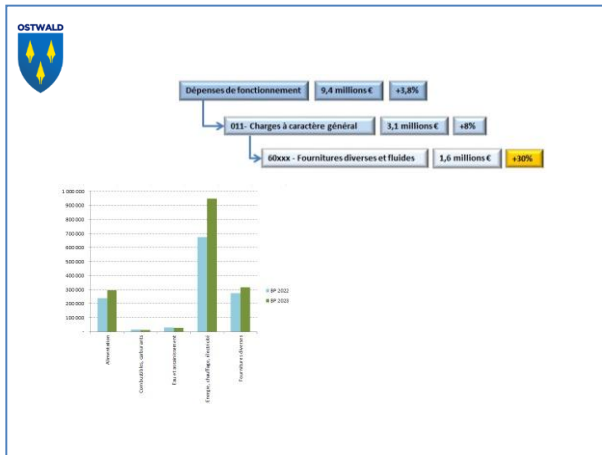 OSTWALD
Dépenses de fonctionnement 9,4 millions € +3,8%
011- Charges à caractère général 3,1 millions € +8%
60xxx - Fournitures diverses et fluides 1,6 millions € +30%
1 000 000
900 000
800 000
700 000
600 000
500 000
400 000
300 000
200 000
100 000
-
BP 2022
BP 2023
Alimentation
Combustibles, carburants
Eau et assainissement
Energie, chauffage, électricité
Fournitures diverses